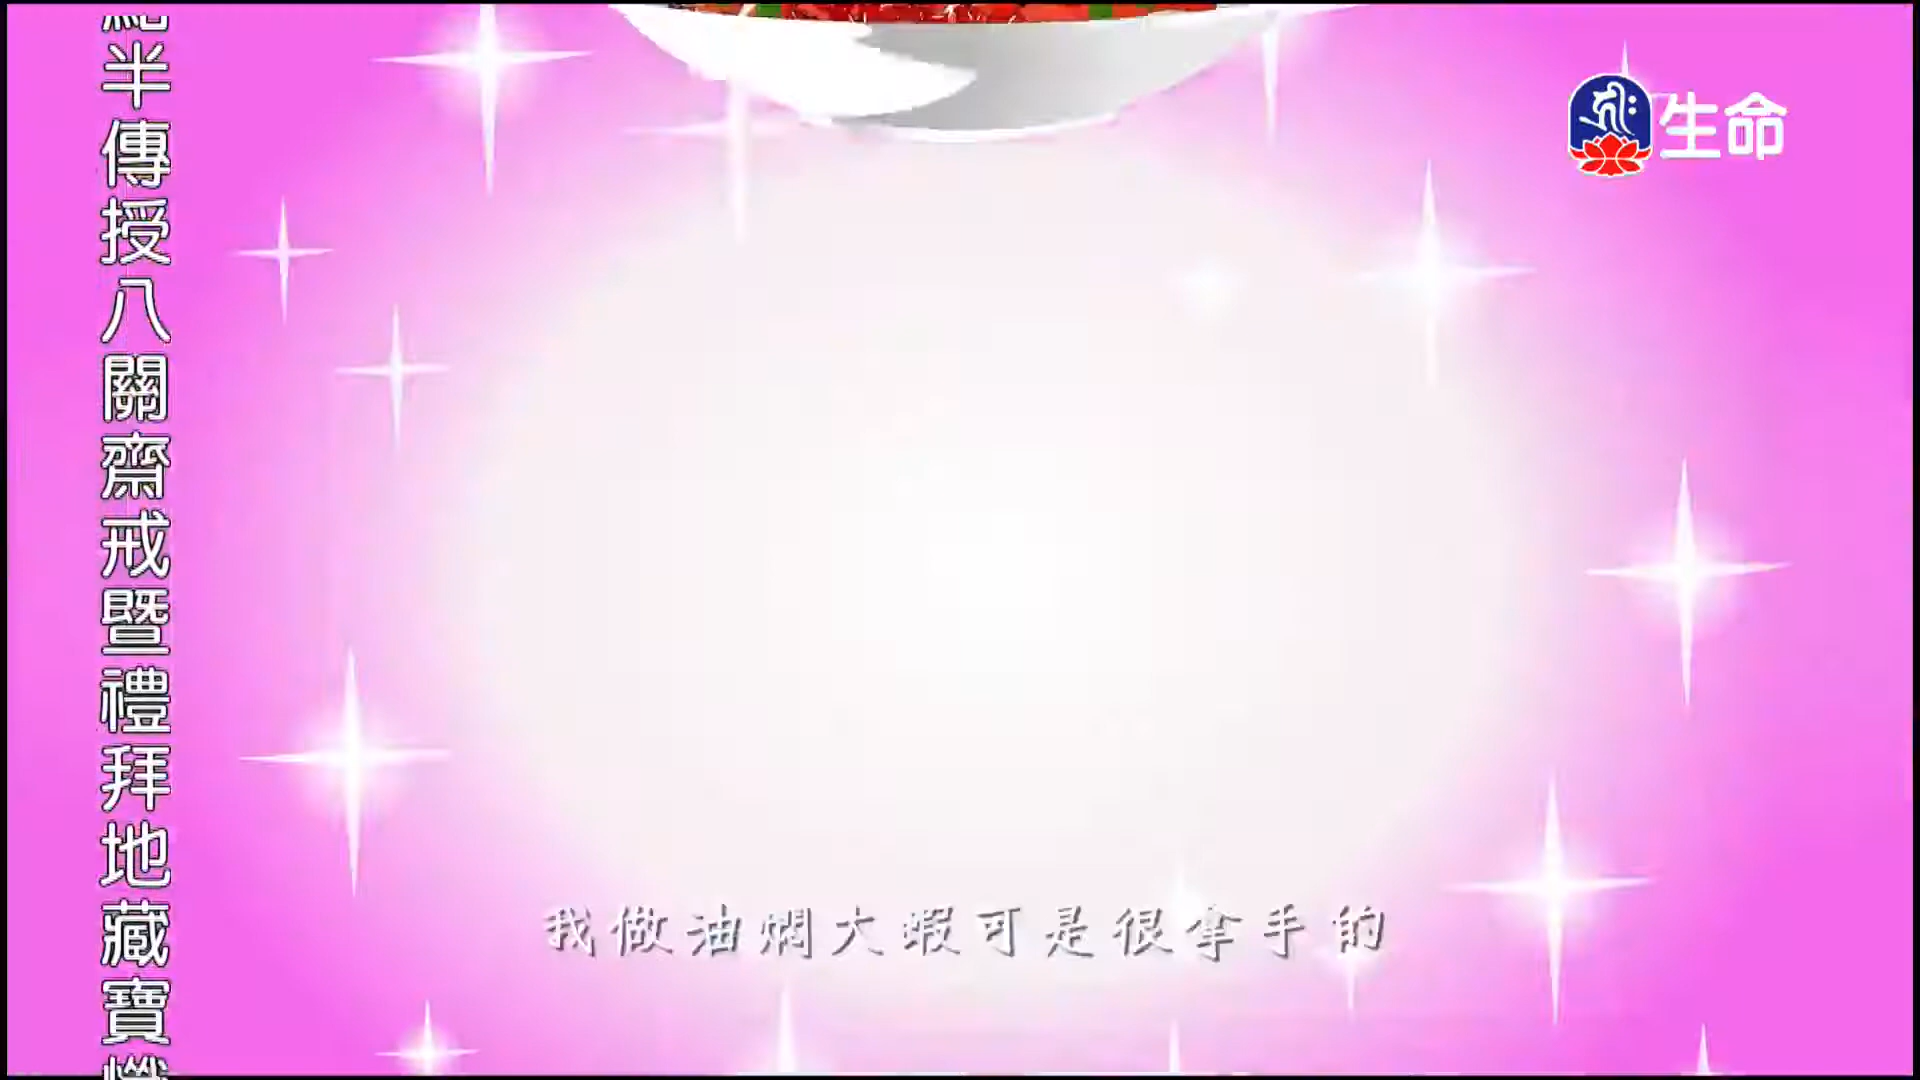 半傳授八關齋戒暨禮拜地藏寶
生命
我做油燜大蝦可是很拿手的